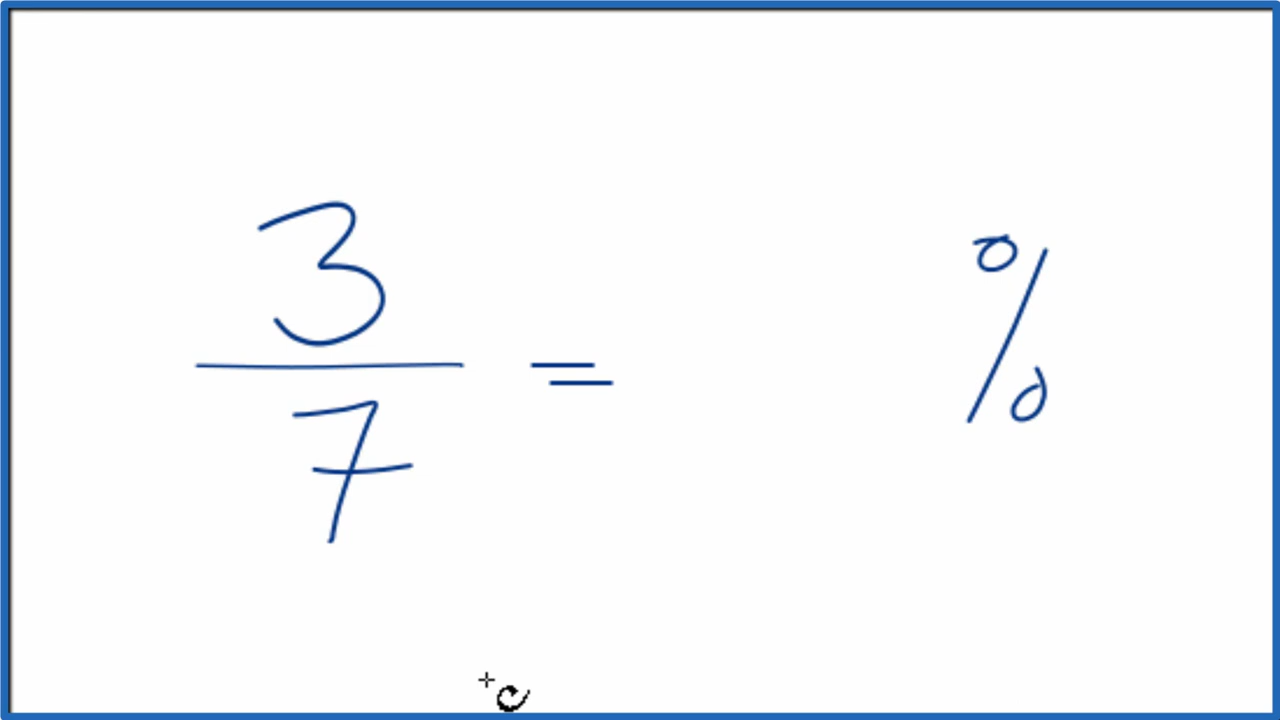 3/7 = %